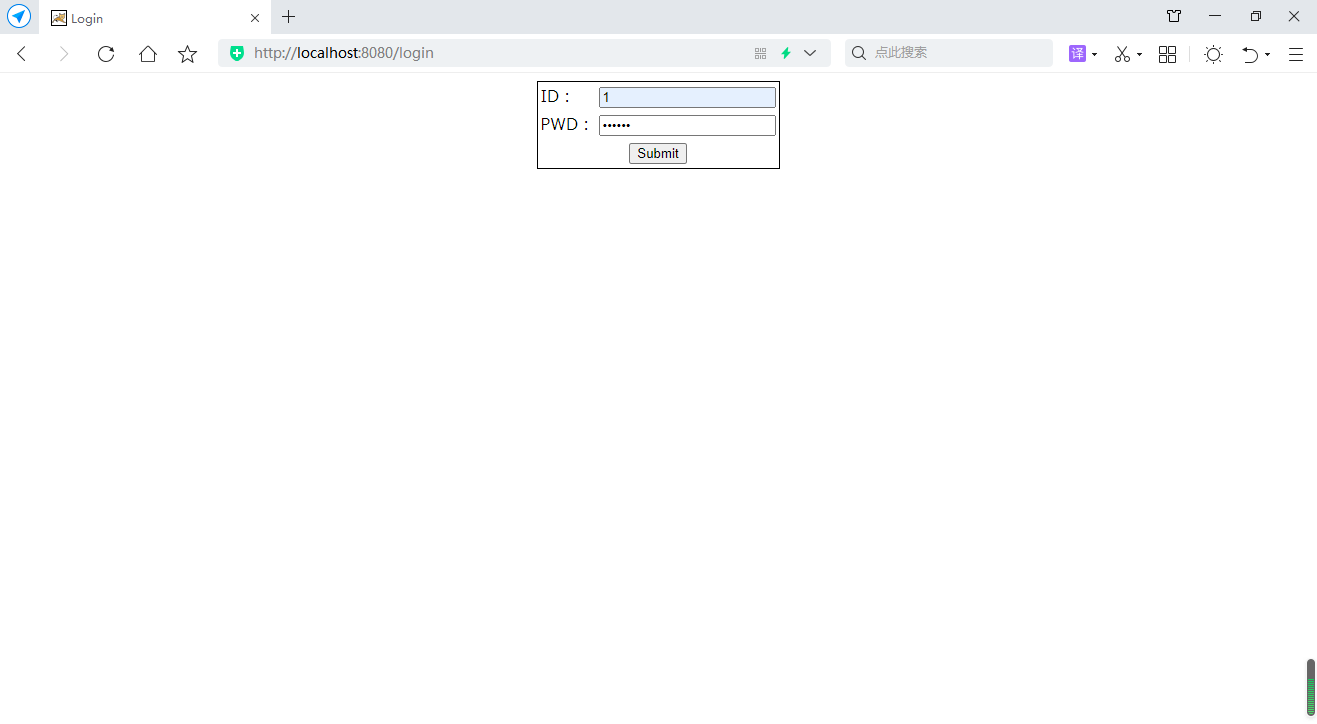 Login
http://localhost:8080/login
点此搜索
译
ID：
1
PWD：
••••••
Submit